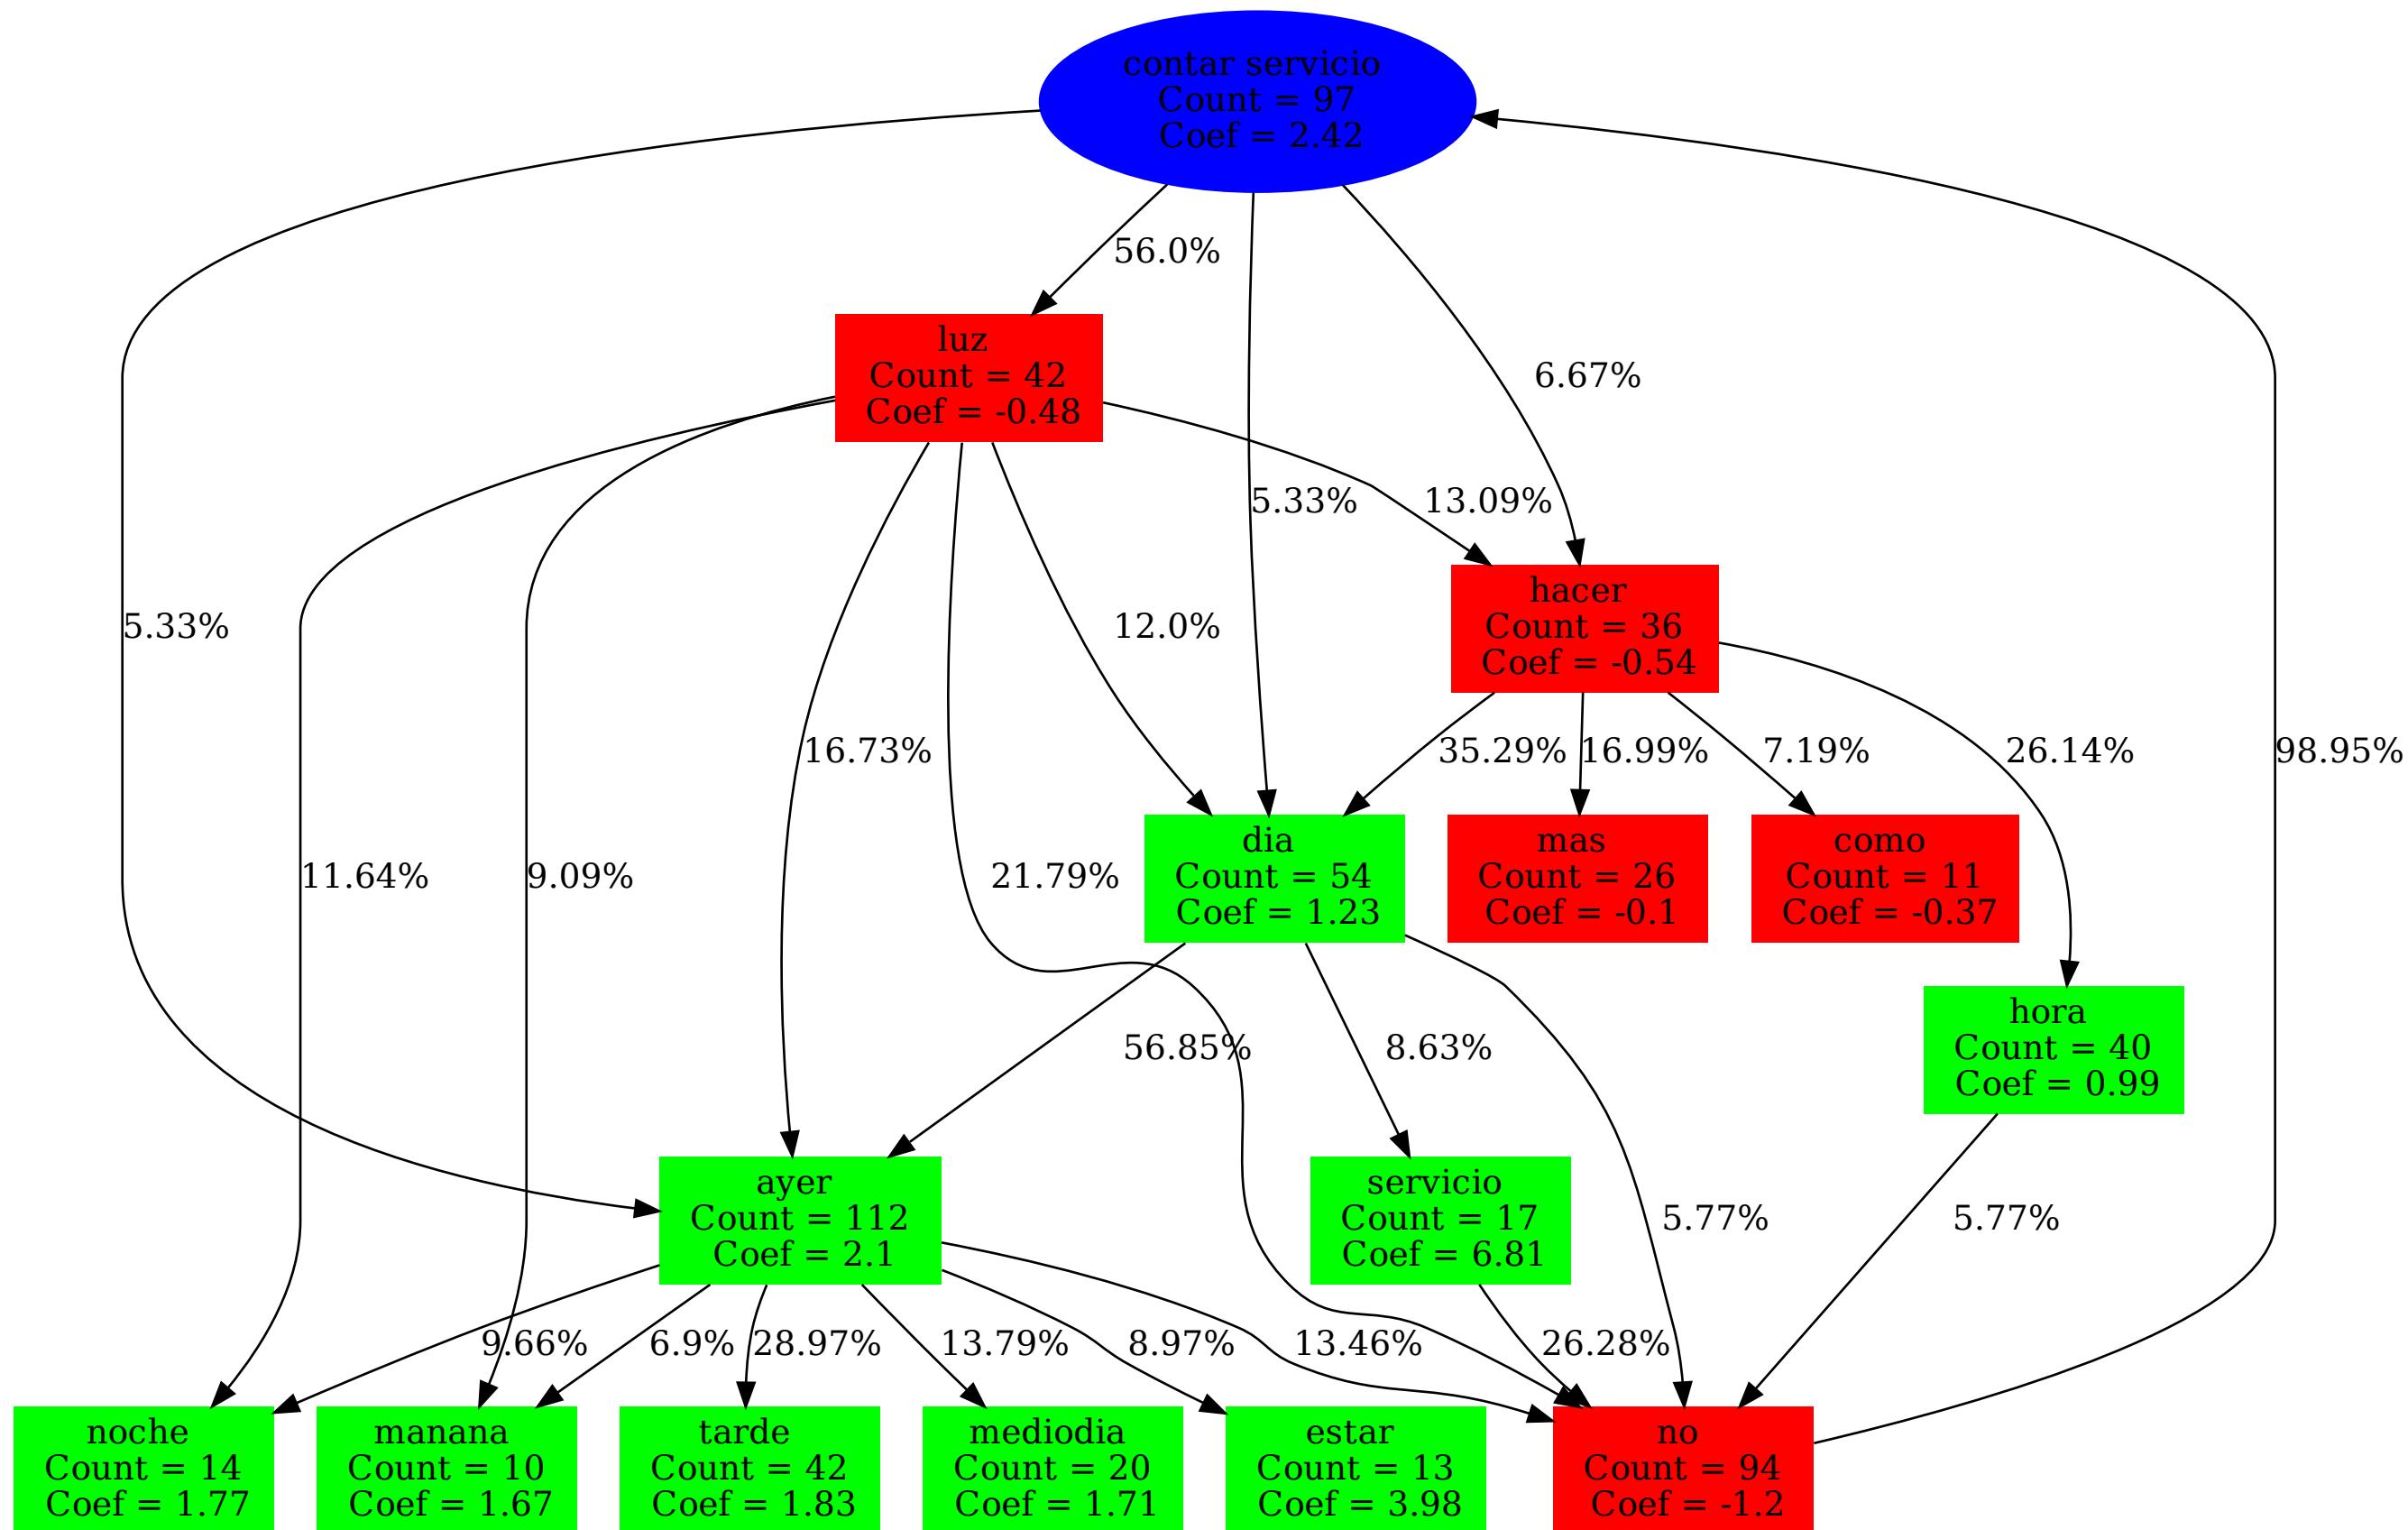 contar servicio
Count = 97
Coef = 2.42
56.0%
luz
Count = 42
Coef = -0.48
6.67%
5.33%
13.09%
hacer
Count = 36
Coef = -0.54
5.33%
12.0%
16.73%
35.29%
16.99%
7.19%
26.14%
98.95%
11.64%
9.09%
21.79%
dia
Count = 54
Coef = 1.23
mas
Count = 26
Coef = -0.1
como
Count = 11
Coef = -0.37
hora
Count = 40
Coef = 0.99
56.85%
8.63%
ayer
Count = 112
Coef = 2.1
servicio
Count = 17
Coef = 6.81
5.77%
5.77%
9.66%
6.9%
28.97%
13.79%
8.97%
13.46%
26.28%
noche
Count = 14
Coef = 1.77
manana
Count = 10
Coef = 1.67
tarde
Count = 42
Coef = 1.83
mediodia
Count = 20
Coef = 1.71
estar
Count = 13
Coef = 3.98
no
Count = 94
Coef = -1.2